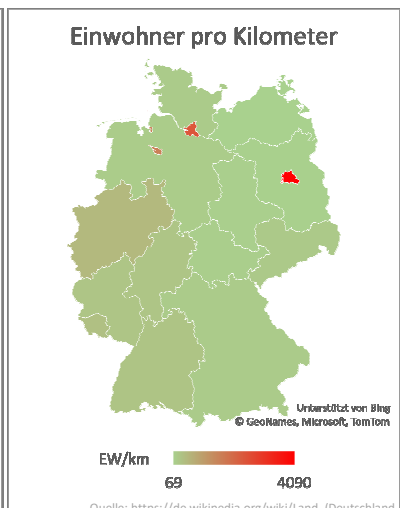 Einwohner pro Kilometer
Unterstützt von Bing
© GeoNames, Microsoft, TomTom
EW/km
69
4090
Quelle: https://de.wikipedia.org/wiki/Land_(Deutschland